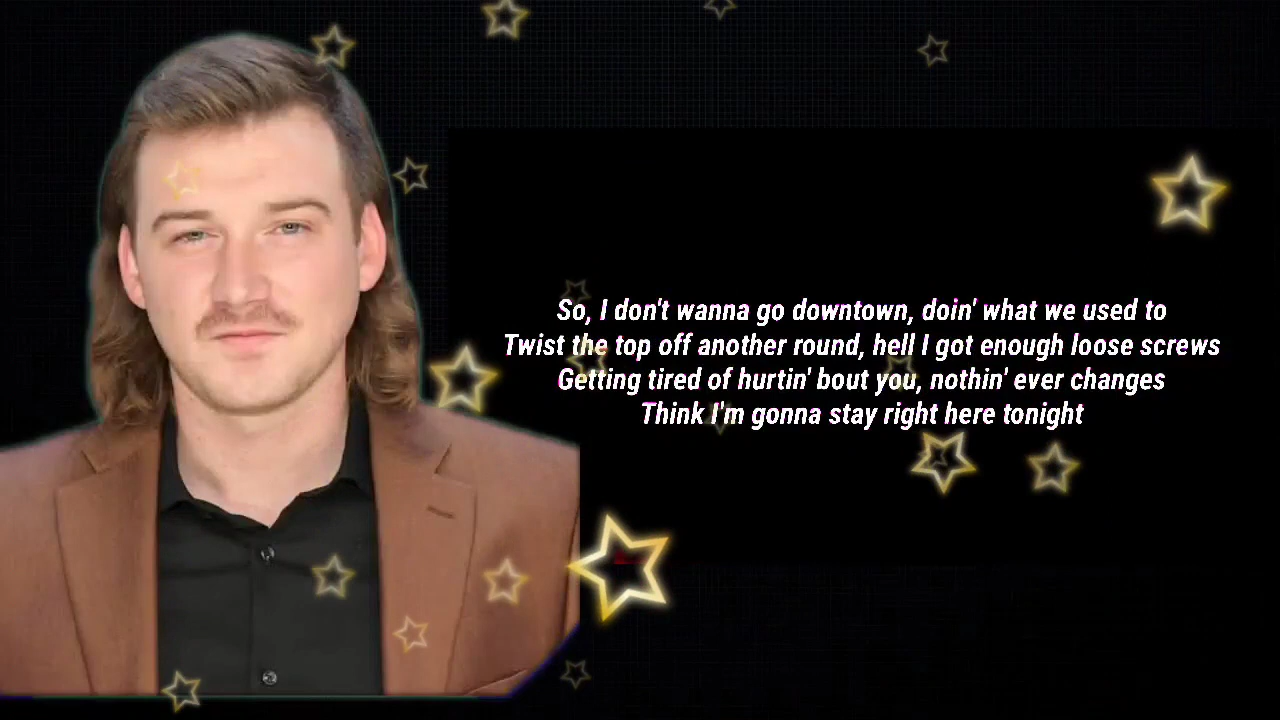 So, I don't wanna go downtown, doin' what we used to
Twist the top off another round, hell I got enough loose screws
Getting tired of hurtin' bout you, nothin' ever changes
Think I'm gonna stay right here tonight